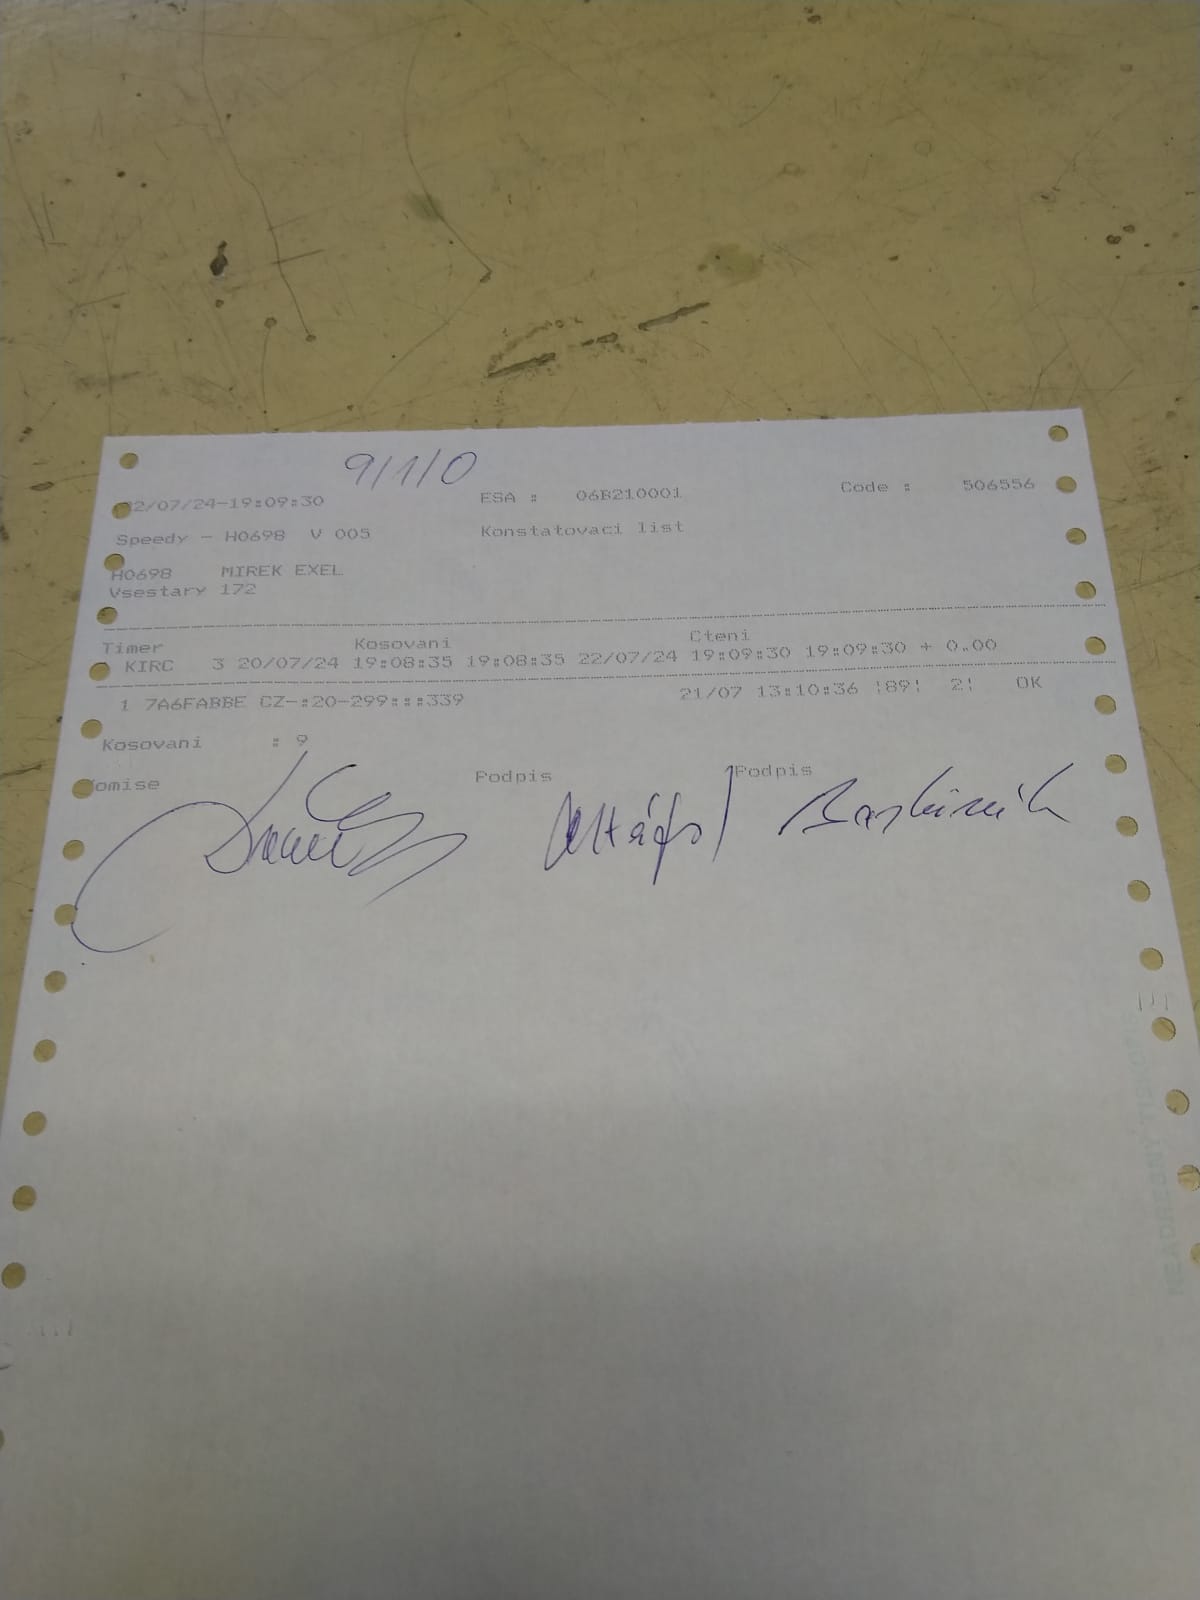 9/1/0
22/07/24-19:09:30 ESA : 06B210001 Code : 506556
Speedy - H0698 V 005 Konstatovaci list
H0698 MIREK EXEL
Vsestary 172
Timer Kosovani Cteni
KIRC 3 20/07/24 19:08:35 19:08:35 22/07/24 19:09:30 19:09:30 + 0.00
1 7A6FABBE CZ-:20-299:::339 21/07 13:10:36 ¦89¦ 2¦ OK
Kosovani : 9
Komise Podpis Podpis